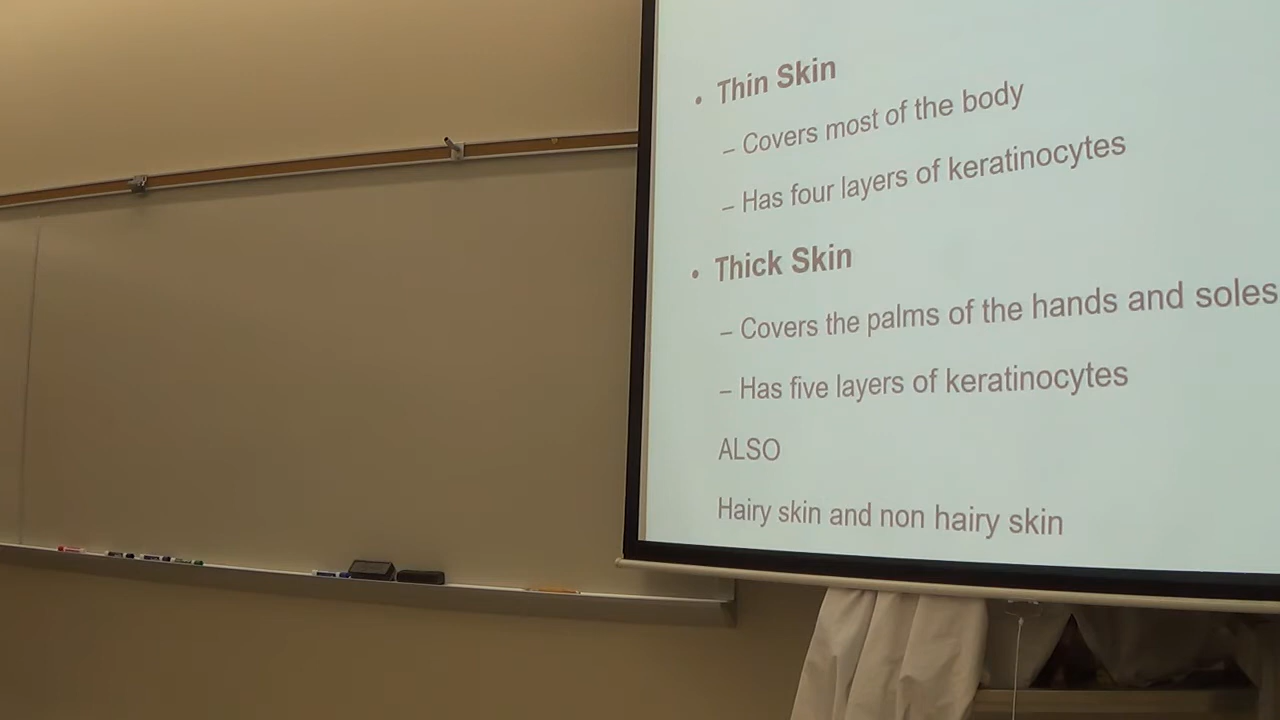 • Thin Skin
– Covers most of the body
– Has four layers of keratinocytes
• Thick Skin
– Covers the palms of the hands and soles
– Has five layers of keratinocytes
ALSO
Hairy skin and non hairy skin